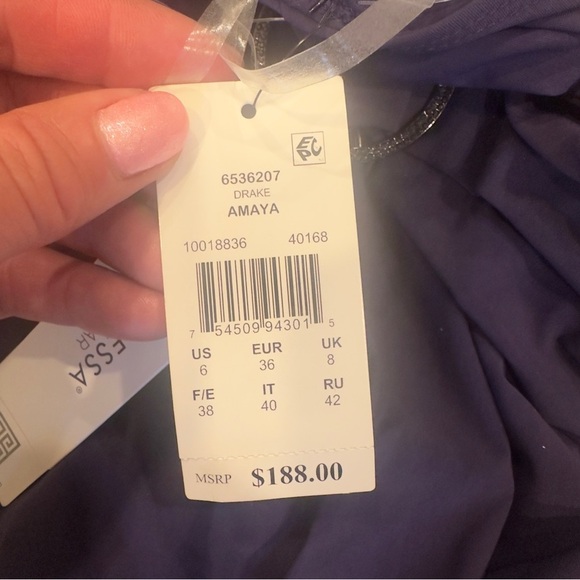 EPC
6536207
DRAKE
AMAYA
10018836 40168
7 54509 94301 5
US EUR UK
6 36 8
F/E IT RU
38 40 42
MSRP $188.00
ESSA®